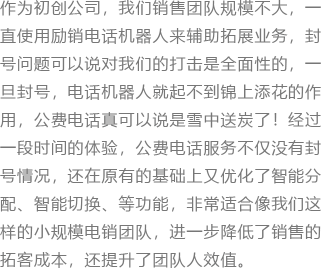 作为初创公司，我们销售团队规模不大，一
直使用励销电话机器人来辅助拓展业务，封
号问题可以说对我们的打击是全面性的，一
旦封号，电话机器人就起不到锦上添花的作
用，公费电话真可以说是雪中送炭了！经过
一段时间的体验，公费电话服务不仅没有封
号情况，还在原有的基础上又优化了智能分
配、智能切换、等功能，非常适合像我们这
样的小规模电销团队，进一步降低了销售的
拓客成本，还提升了团队人效值。